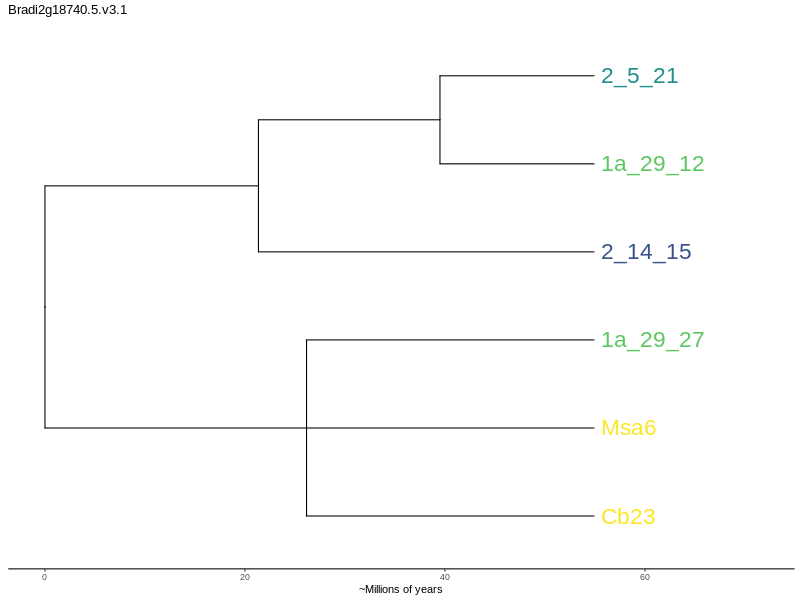 Bradi2g18740.5.v3.1
2_5_21
1a_29_12
2_14_15
1a_29_27
Msa6
Cb23
0 20 40 60
~Millions of years